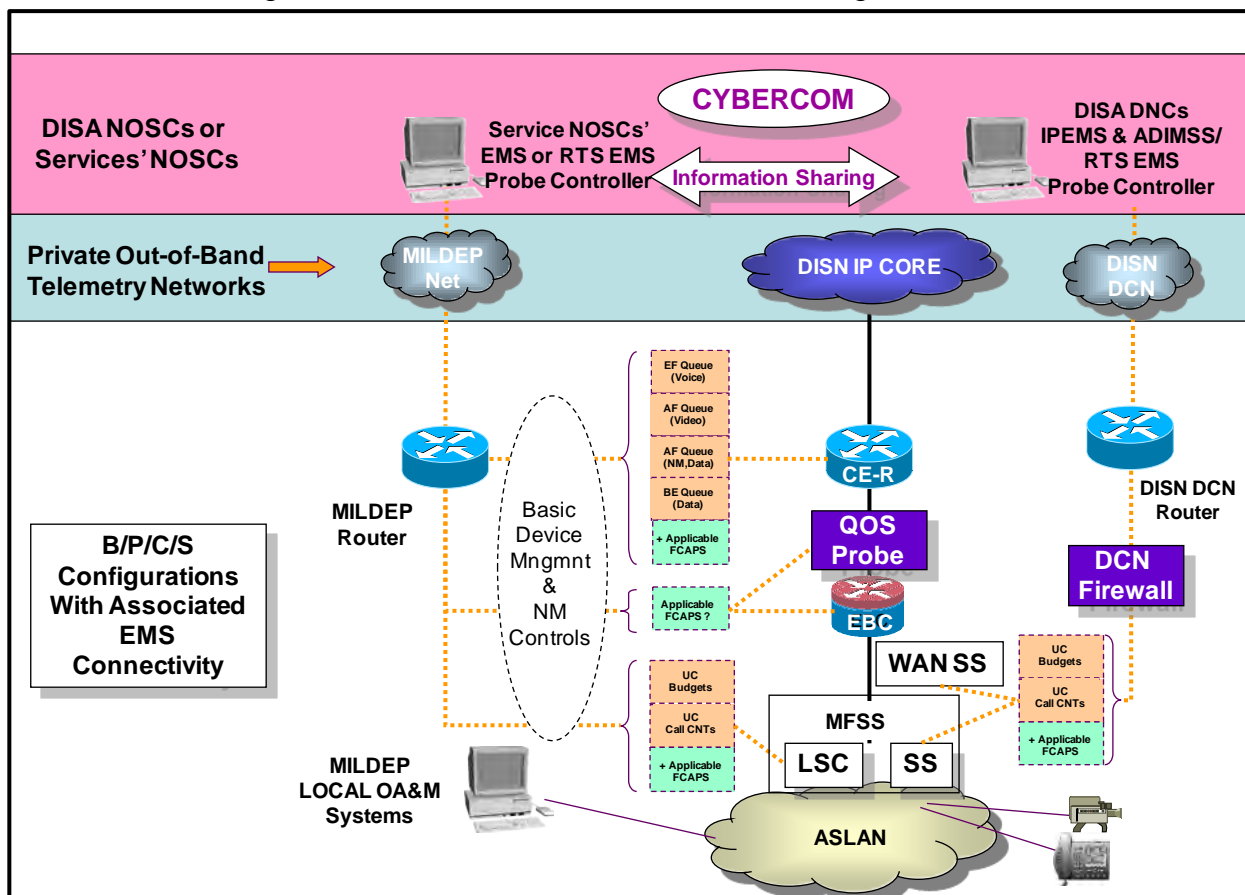 CYBERCOM
DISA NOSCs or
Services' NOSCs
Service NOSCs'
EMS or RTS EMS
Probe Controller
Information Sharing
DISA DNCs
IPEMS & ADIMSS/
RTS EMS
Probe Controller
Private Out-of-Band
Telemetry Networks
MILDEP
Net
DISN IP CORE
DISN
DCN
EF Queue
(Voice)
AF Queue
(Video)
AF Queue
(NM,Data)
BE Queue
(Data)
+ Applicable
FCAPS
CE-R
MILDEP
Router
DISN DCN
Router
B/P/C/S
Configurations
With Associated
EMS
Connectivity
Basic
Device
Mngmnt
&
NM
Controls
QOS
Probe
DCN
Firewall
Applicable
FCAPS ?
EBC
WAN SS
UC
Budgets
UC
Call CNTs
+ Applicable
FCAPS
MFSS
LSC
SS
UC
Budgets
UC
Call CNTs
+ Applicable
FCAPS
MILDEP
LOCAL OA&M
Systems
ASLAN